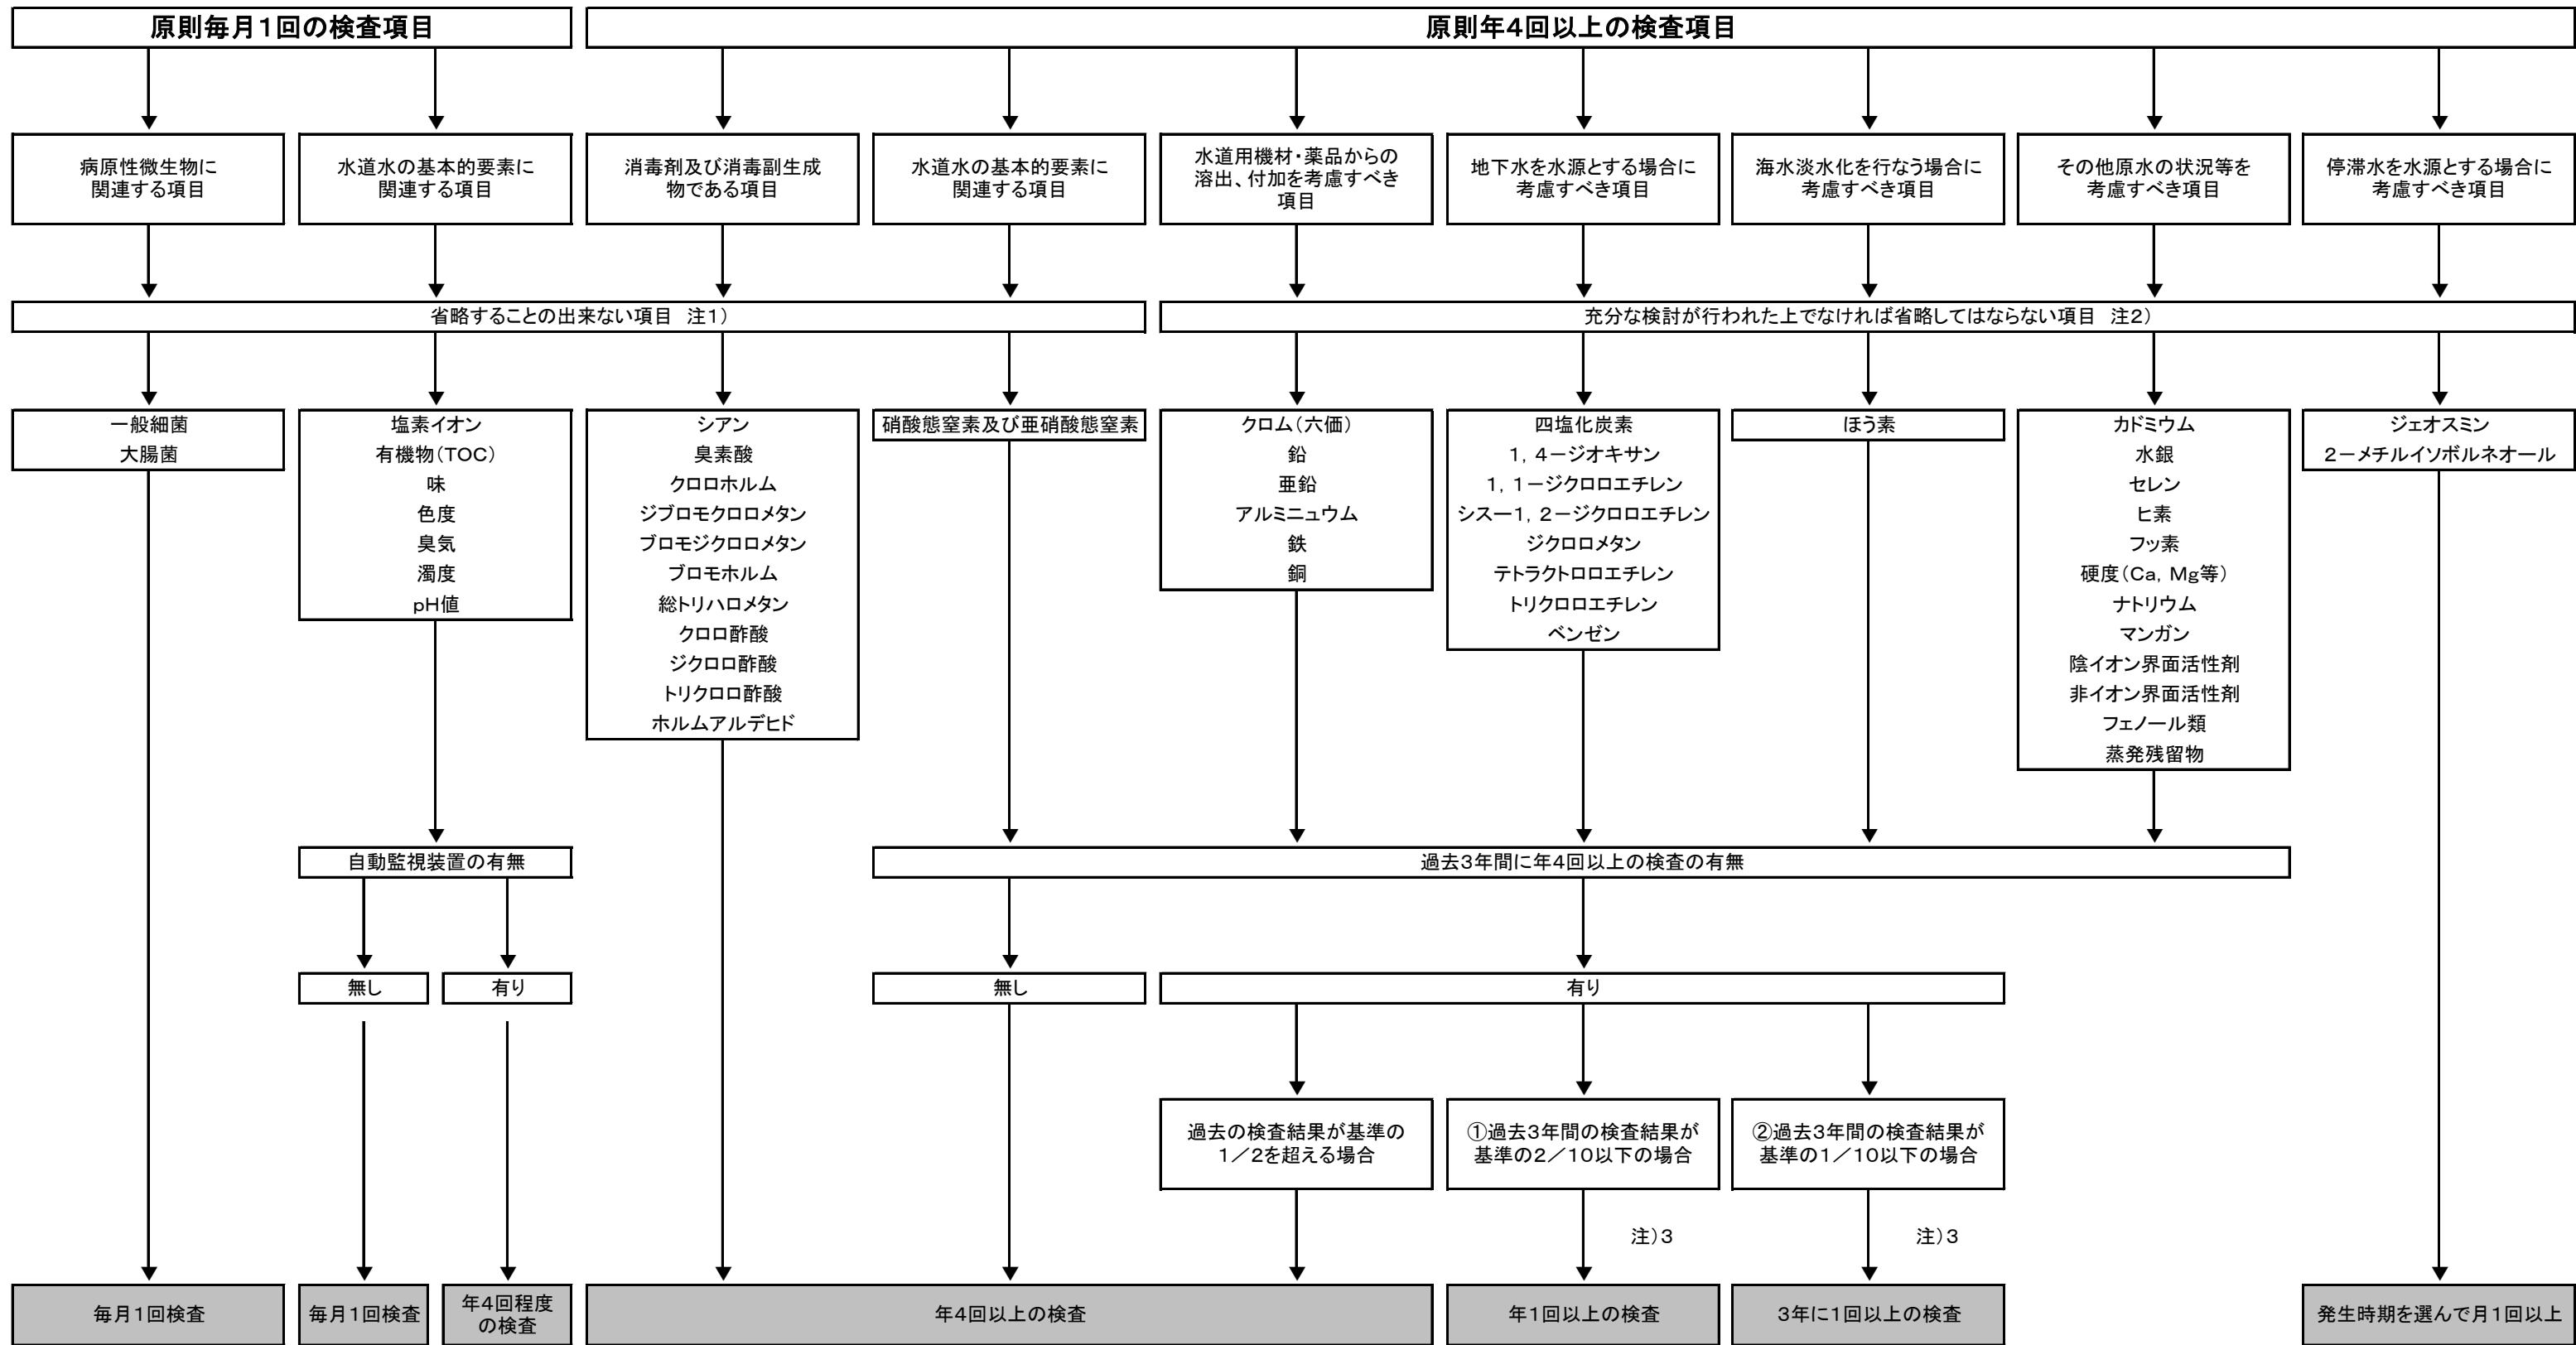 原則毎月1回の検査項目
原則年4回以上の検査項目
病原性微生物に
関連する項目
水道水の基本的要素に
関連する項目
消毒剤及び消毒副生成
物である項目
水道水の基本的要素に
関連する項目
水道用機材・薬品からの
溶出、付加を考慮すべき
項目
地下水を水源とする場合に
考慮すべき項目
海水淡水化を行なう場合に
考慮すべき項目
その他原水の状況等を
考慮すべき項目
停滞水を水源とする場合に
考慮すべき項目
省略することの出来ない項目 注1)
充分な検討が行われた上でなければ省略してはならない項目 注2)
一般細菌
大腸菌
塩素イオン
有機物(TOC)
味
色度
臭気
濁度
pH値
シアン
臭素酸
クロロホルム
ジブロモクロロメタン
ブロモジクロロメタン
ブロモホルム
総トリハロメタン
クロロ酢酸
ジクロロ酢酸
トリクロロ酢酸
ホルムアルデヒド
硝酸態窒素及び亜硝酸態窒素
クロム(六価)
鉛
亜鉛
アルミニュウム
鉄
銅
四塩化炭素
1,4-ジオキサン
1,1-ジクロロエチレン
シスー1,2-ジクロロエチレン
ジクロロメタン
テトラクトロロエチレン
トリクロロエチレン
ベンゼン
ほう素
カドミウム
水銀
セレン
ヒ素
フッ素
硬度(Ca,Mg等)
ナトリウム
マンガン
陰イオン界面活性剤
非イオン界面活性剤
フェノール類
蒸発残留物
ジェオスミン
2-メチルイソボルネオール
自動監視装置の有無
過去3年間に年4回以上の検査の有無
無し
有り
無し
有り
過去の検査結果が基準の
1/2を超える場合
①過去3年間の検査結果が
基準の2/10以下の場合
②過去3年間の検査結果が
基準の1/10以下の場合
注)3
注)3
毎月1回検査
毎月1回検査
年4回程度
の検査
年4回以上の検査
年1回以上の検査
3年に1回以上の検査
発生時期を選んで月1回以上